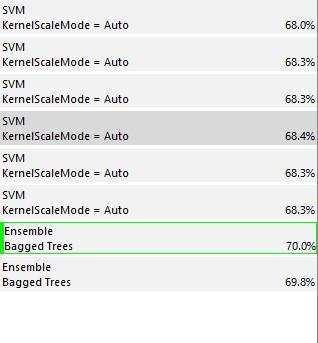 SVM
KernelScaleMode = Auto 68.0%
SVM
KernelScaleMode = Auto 68.3%
SVM
KernelScaleMode = Auto 68.3%
SVM
KernelScaleMode = Auto 68.4%
SVM
KernelScaleMode = Auto 68.3%
SVM
KernelScaleMode = Auto 68.3%
Ensemble
Bagged Trees 70.0%
Ensemble
Bagged Trees 69.8%